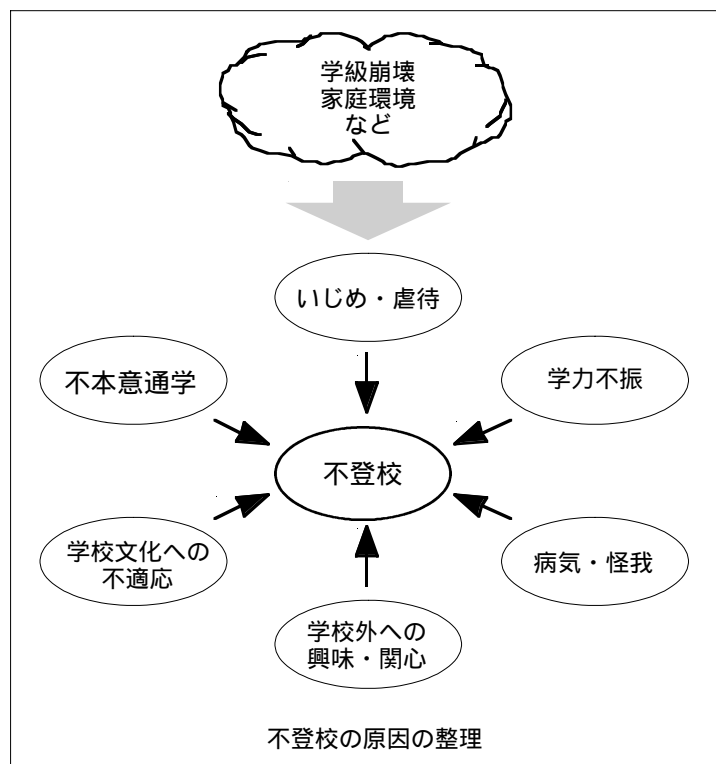 学級崩壊
家庭環境
など
いじめ・虐待
不本意通学
学力不振
不登校
学校文化への
不適応
病気・怪我
学校外への
興味・関心
不登校の原因の整理